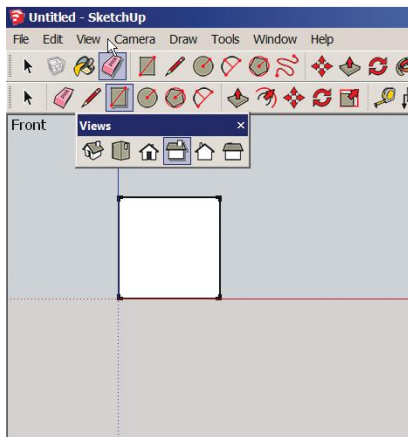 Untitled - SketchUp
File Edit View Camera Draw Tools Window Help
Front
Views